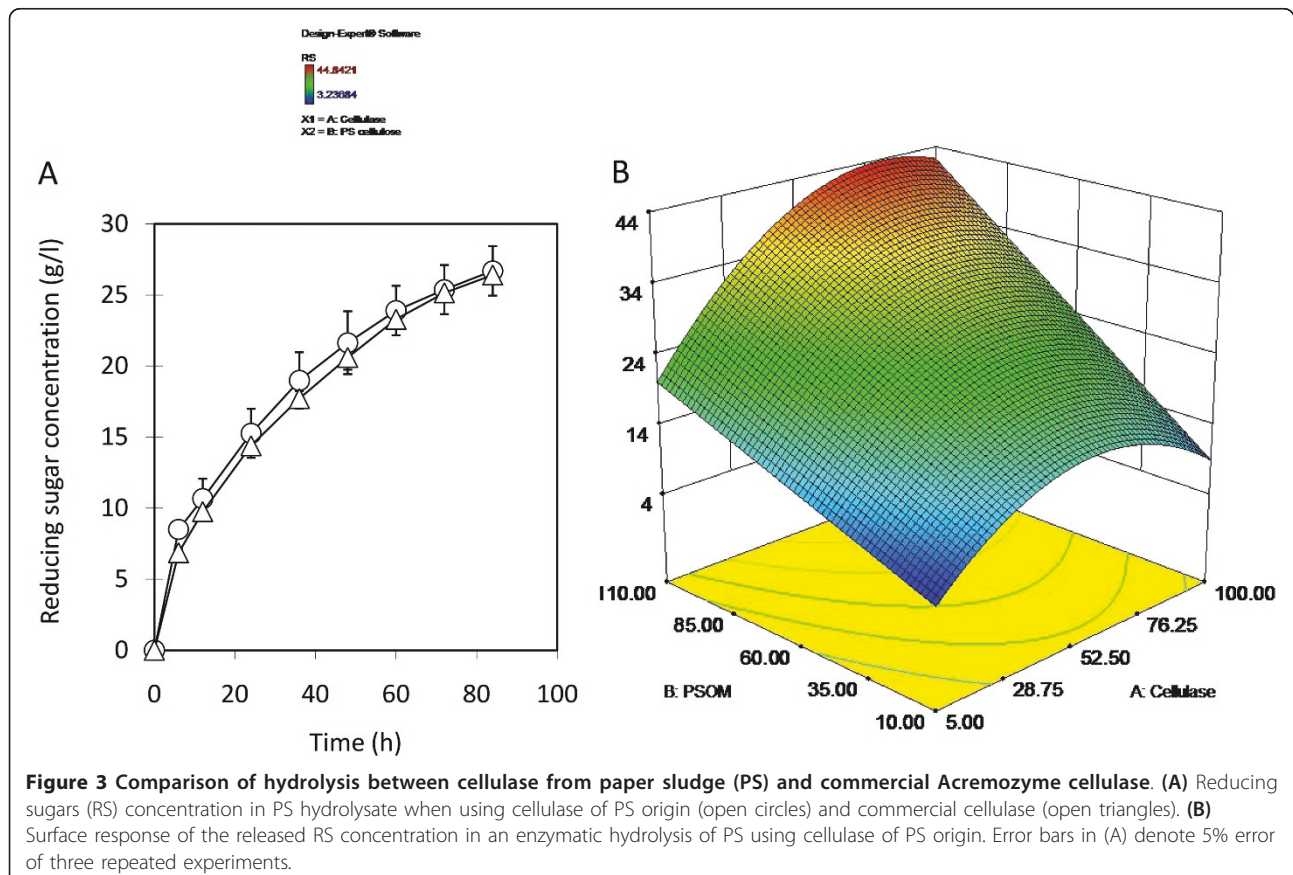 Design-Expert® Software
RS
44.8421
3.23684
X1 = A: Cellulase
X2 = B: PS cellulose
A
30
25
20
15
10
5
0
Reducing sugar concentration (g/l)
0 20 40 60 80 100
Time (h)
B
44
34
24
14
4
110.00
85.00
60.00
35.00
10.00
B: PSOM
5.00
28.75
52.50
76.25
100.00
A: Cellulase
Figure 3 Comparison of hydrolysis between cellulase from paper sludge (PS) and commercial Acremozyme cellulase. (A) Reducing
sugars (RS) concentration in PS hydrolysate when using cellulase of PS origin (open circles) and commercial cellulase (open triangles). (B)
Surface response of the released RS concentration in an enzymatic hydrolysis of PS using cellulase of PS origin. Error bars in (A) denote 5% error
of three repeated experiments.